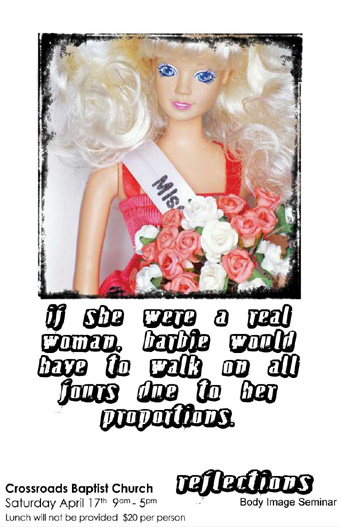 Miss
if she were a real
woman, barbie would
have to walk on all
fours due to her
proportions.
reflections
Crossroads Baptist Church
Saturday April 17th 9am - 5pm
Body Image Seminar
Lunch will not be provided $20 per person